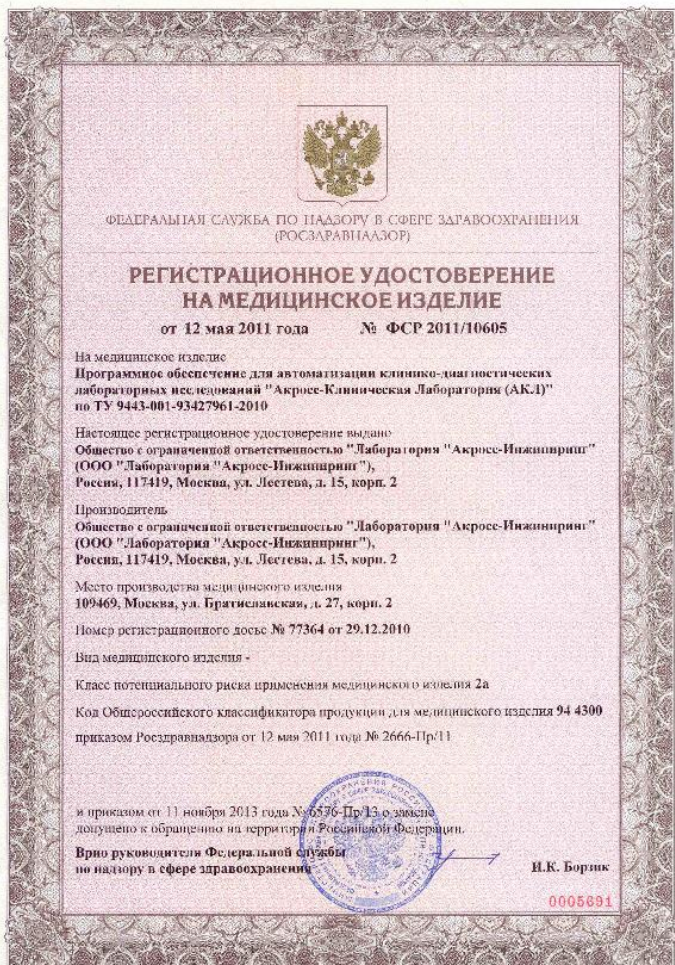 ФЕДЕРАЛЬНАЯ СЛУЖБА ПО НАДЗОРУ В СФЕРЕ ЗДРАВООХРАНЕНИЯ
(РОСЗДРАВНАДЗОР)
РЕГИСТРАЦИОННОЕ УДОСТОВЕРЕНИЕ
НА МЕДИЦИНСКОЕ ИЗДЕЛИЕ
от 12 мая 2011 года № ФСР 2011/10605
На медицинское изделие
Программное обеспечение для автоматизации клинико-диагностических
лабораторных исследований "Акросс-Клиническая Лаборатория (АКЛ)"
по ТУ 9443-001-93427961-2010
Настоящее регистрационное удостоверение выдано
Общество с ограниченной ответственностью "Лаборатория "Акросс-Инжиниринг"
(ООО "Лаборатория "Акросс-Инжиниринг"),
Россия, 117419, Москва, ул. Лестева, д. 15, корп. 2
Производитель
Общество с ограниченной ответственностью "Лаборатория "Акросс-Инжиниринг"
(ООО "Лаборатория "Акросс-Инжиниринг"),
Россия, 117419, Москва, ул. Лестева, д. 15, корп. 2
Место производства медицинского изделия
109469, Москва, ул. Братиславская, д. 27, корп. 2
Номер регистрационного досье № 77364 от 29.12.2010
Вид медицинского изделия -
Класс потенциального риска применения медицинского изделия 2а
Код Общероссийского классификатора продукции для медицинского изделия 94 4300
приказом Росздравнадзора от 12 мая 2011 года № 2666-Пр/11
и приказом от 11 ноября 2013 года № 6576-Пр/13 о замене
допущено к обращению на территории Российской Федерации.
Врио руководителя Федеральной службы
по надзору в сфере здравоохранения
И.К. Борзик
0005691